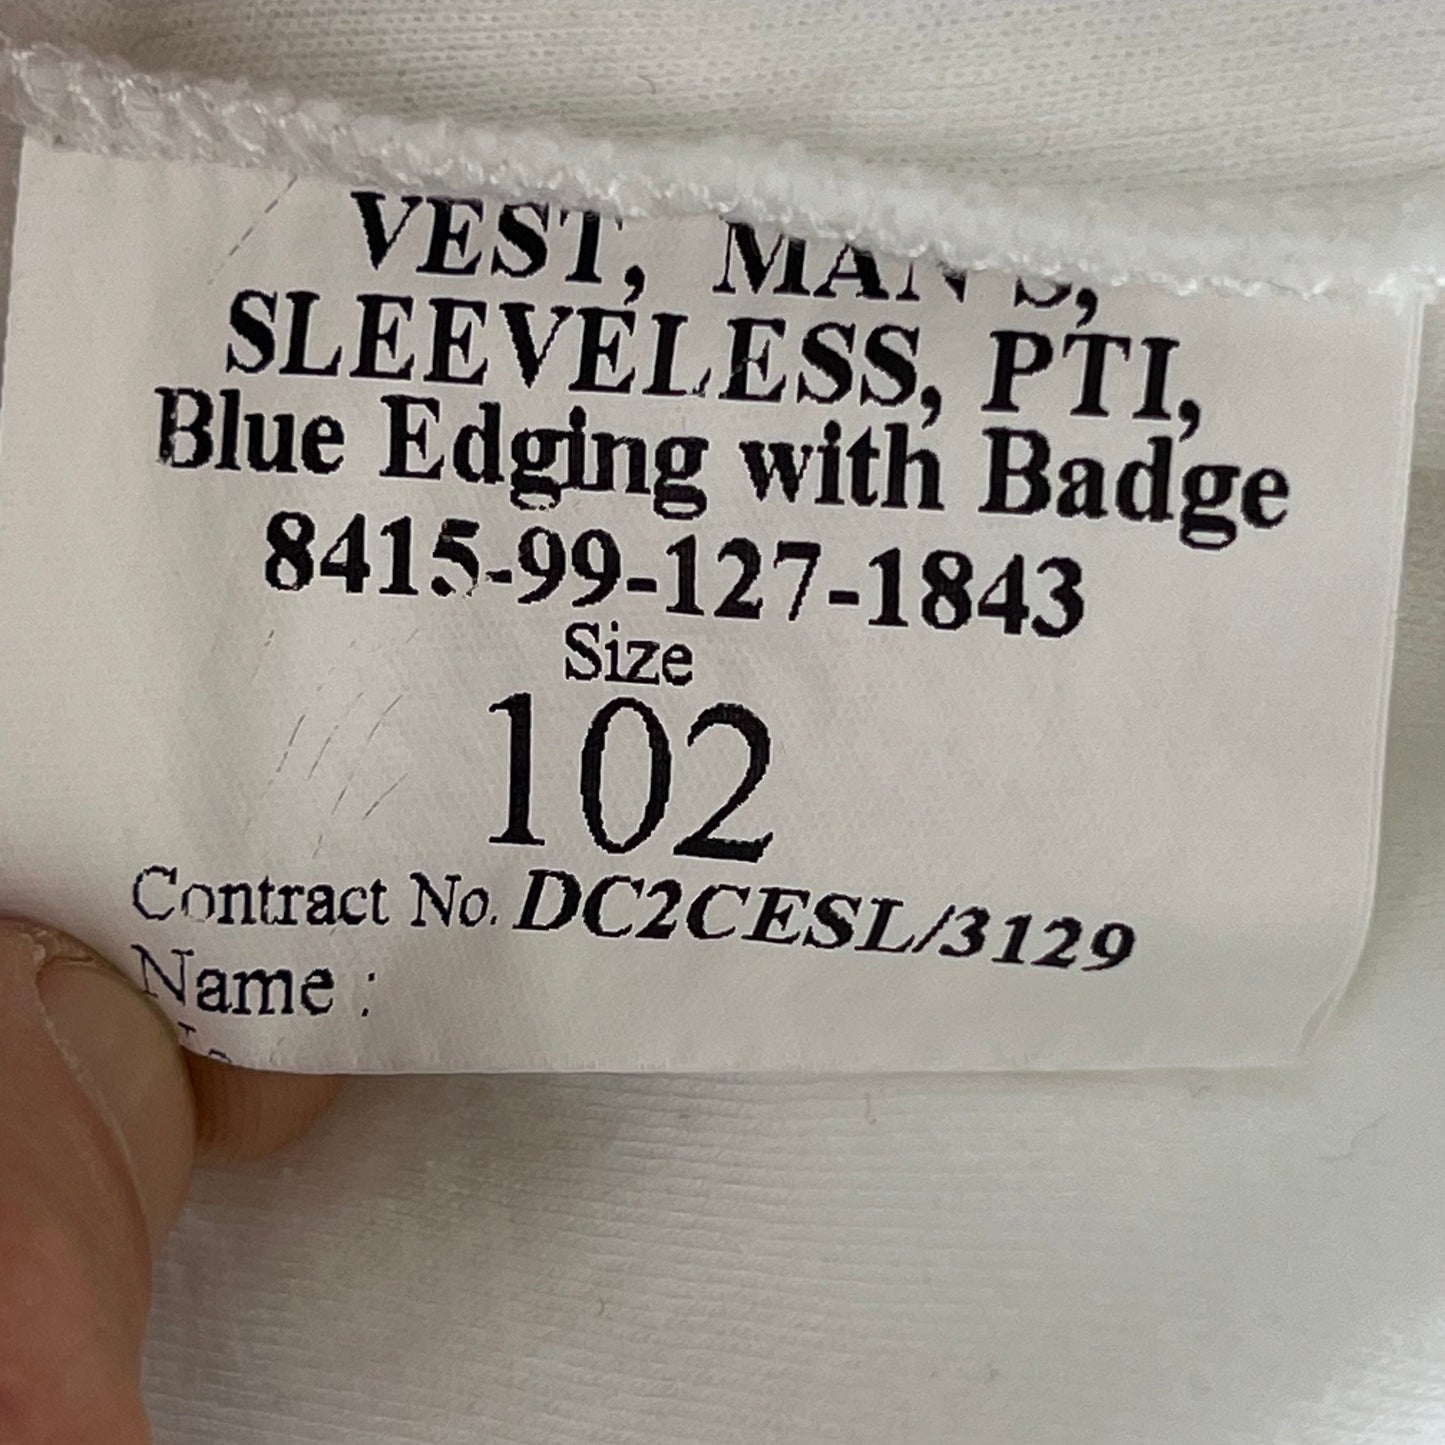 VEST, MAN'S,
SLEEVELESS, PTI,
Blue Edging with Badge
8415-99-127-1843
Size
102
Contract No. DC2CESL/3129
Name :